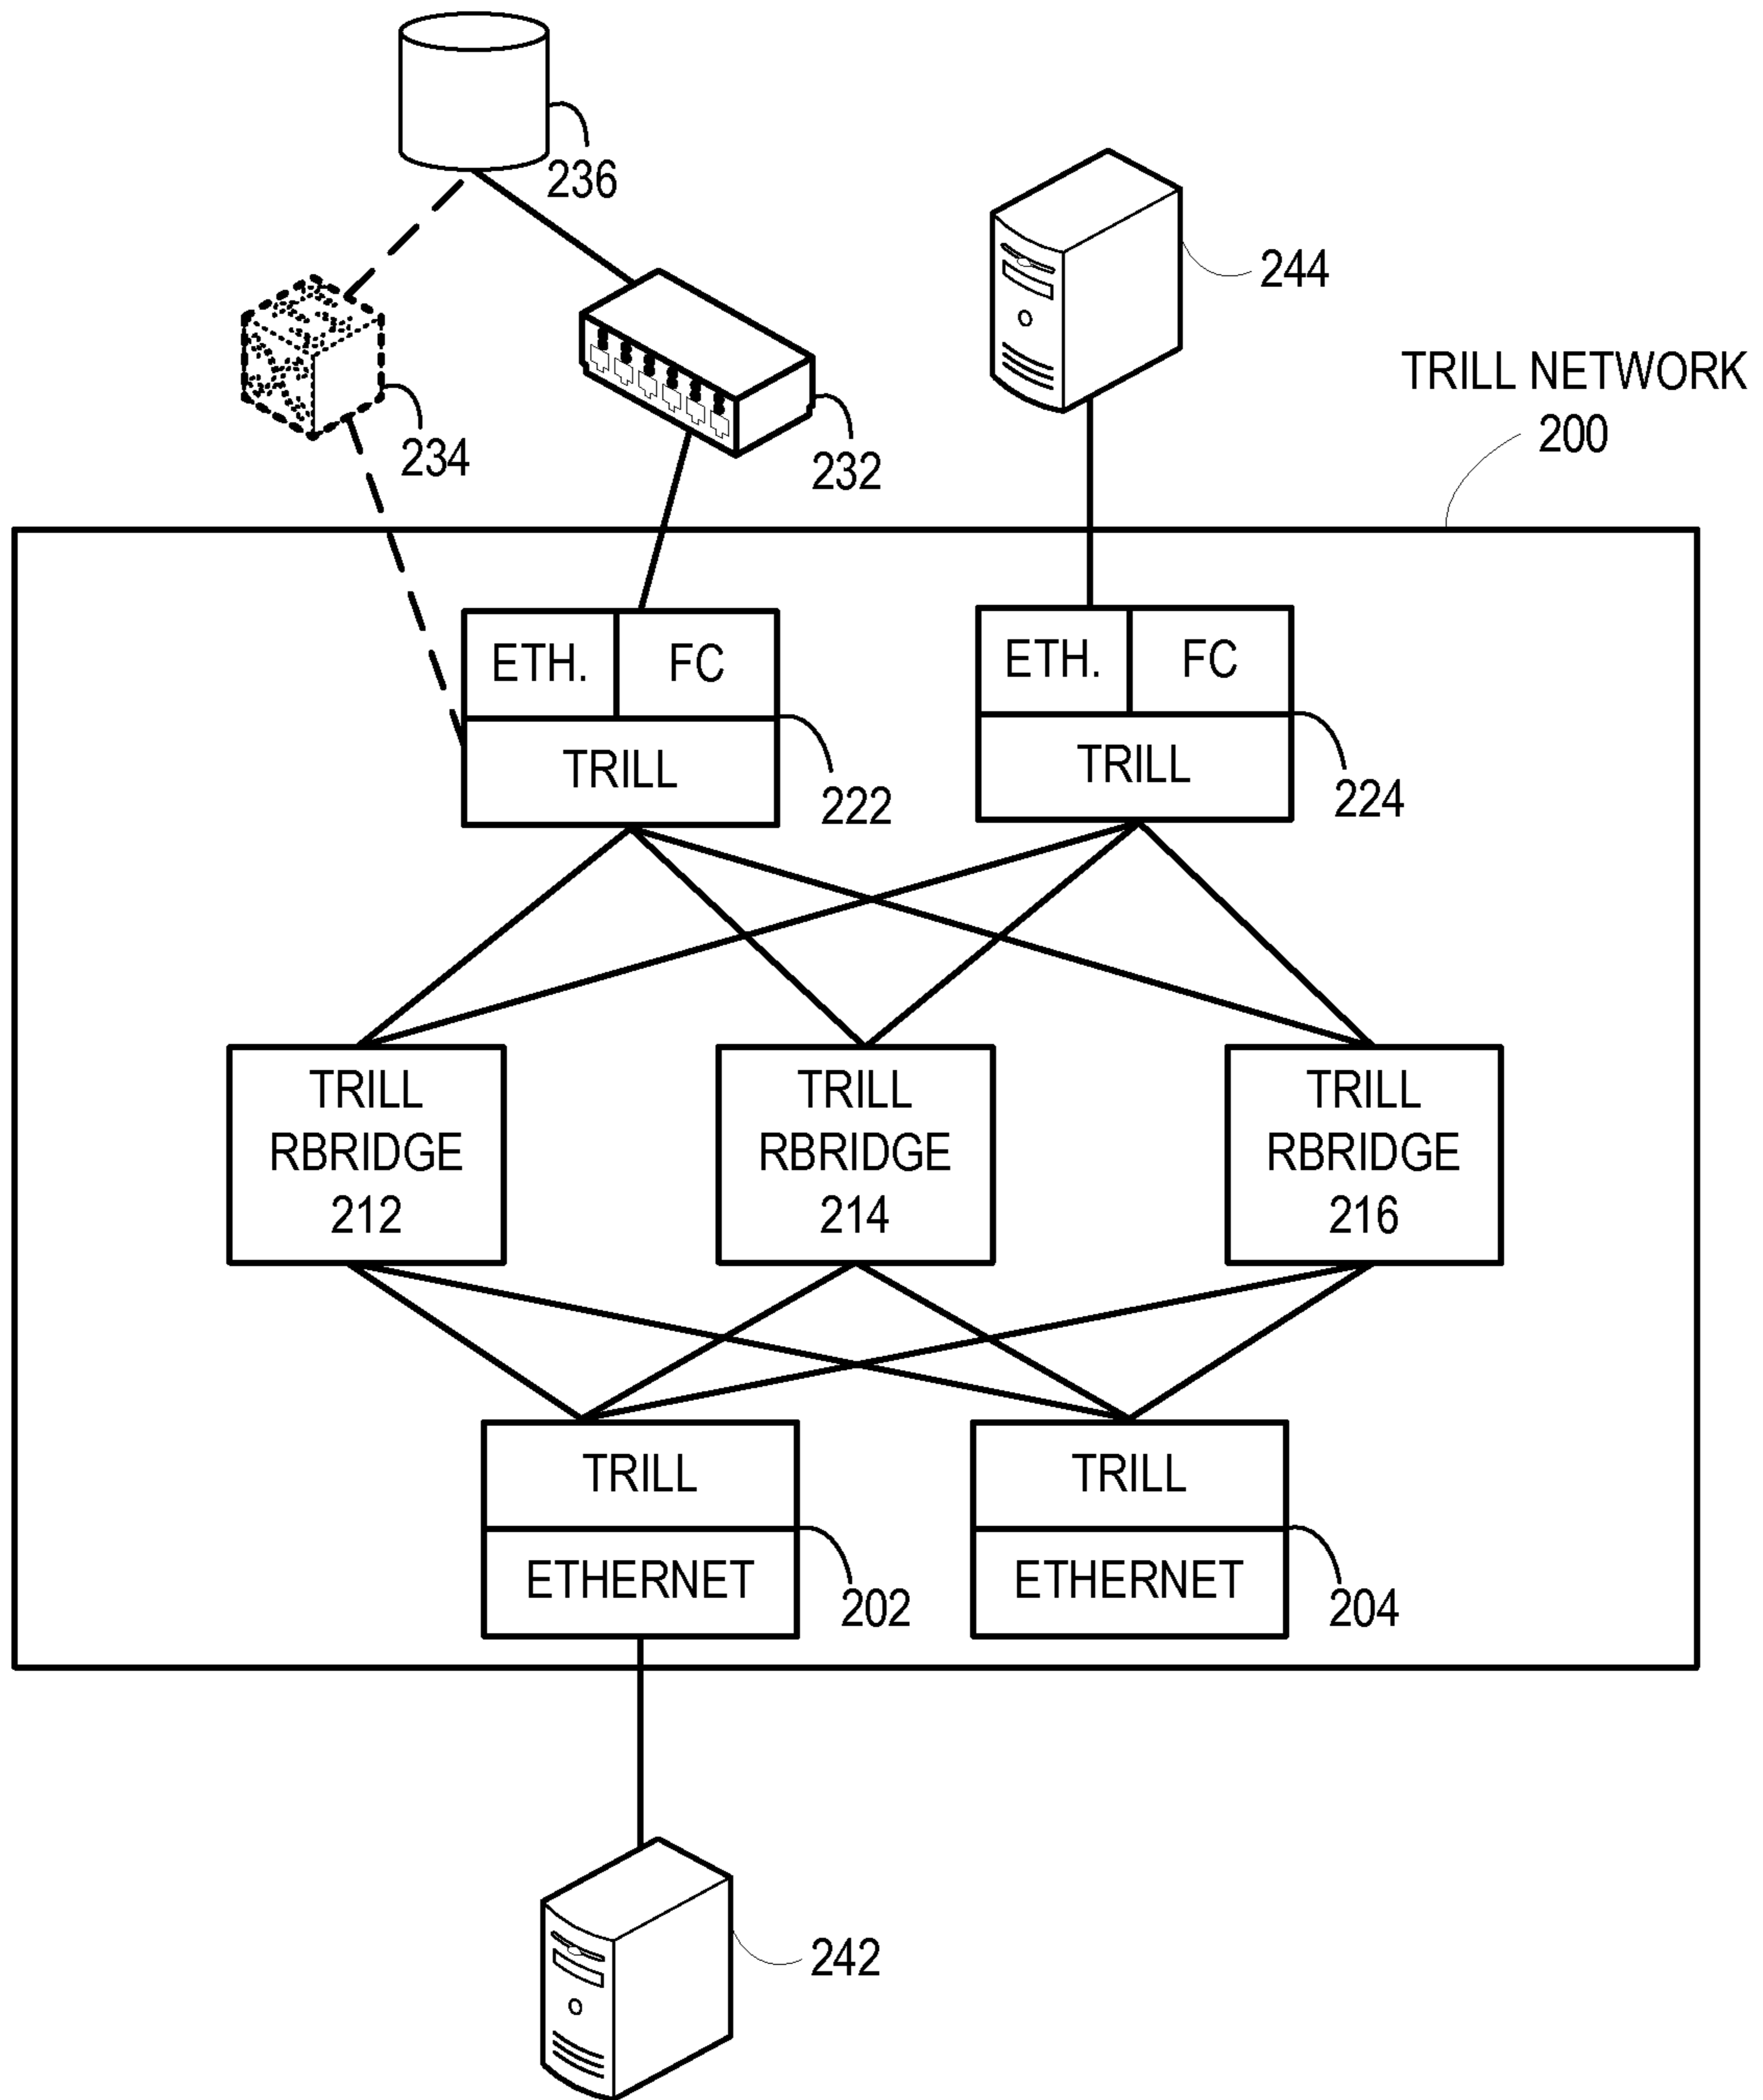 236
244
TRILL NETWORK
200
234
232
ETH.
FC
ETH.
FC
TRILL
222
TRILL
224
TRILL
RBRIDGE
212
TRILL
RBRIDGE
214
TRILL
RBRIDGE
216
TRILL
ETHERNET
202
TRILL
ETHERNET
204
242